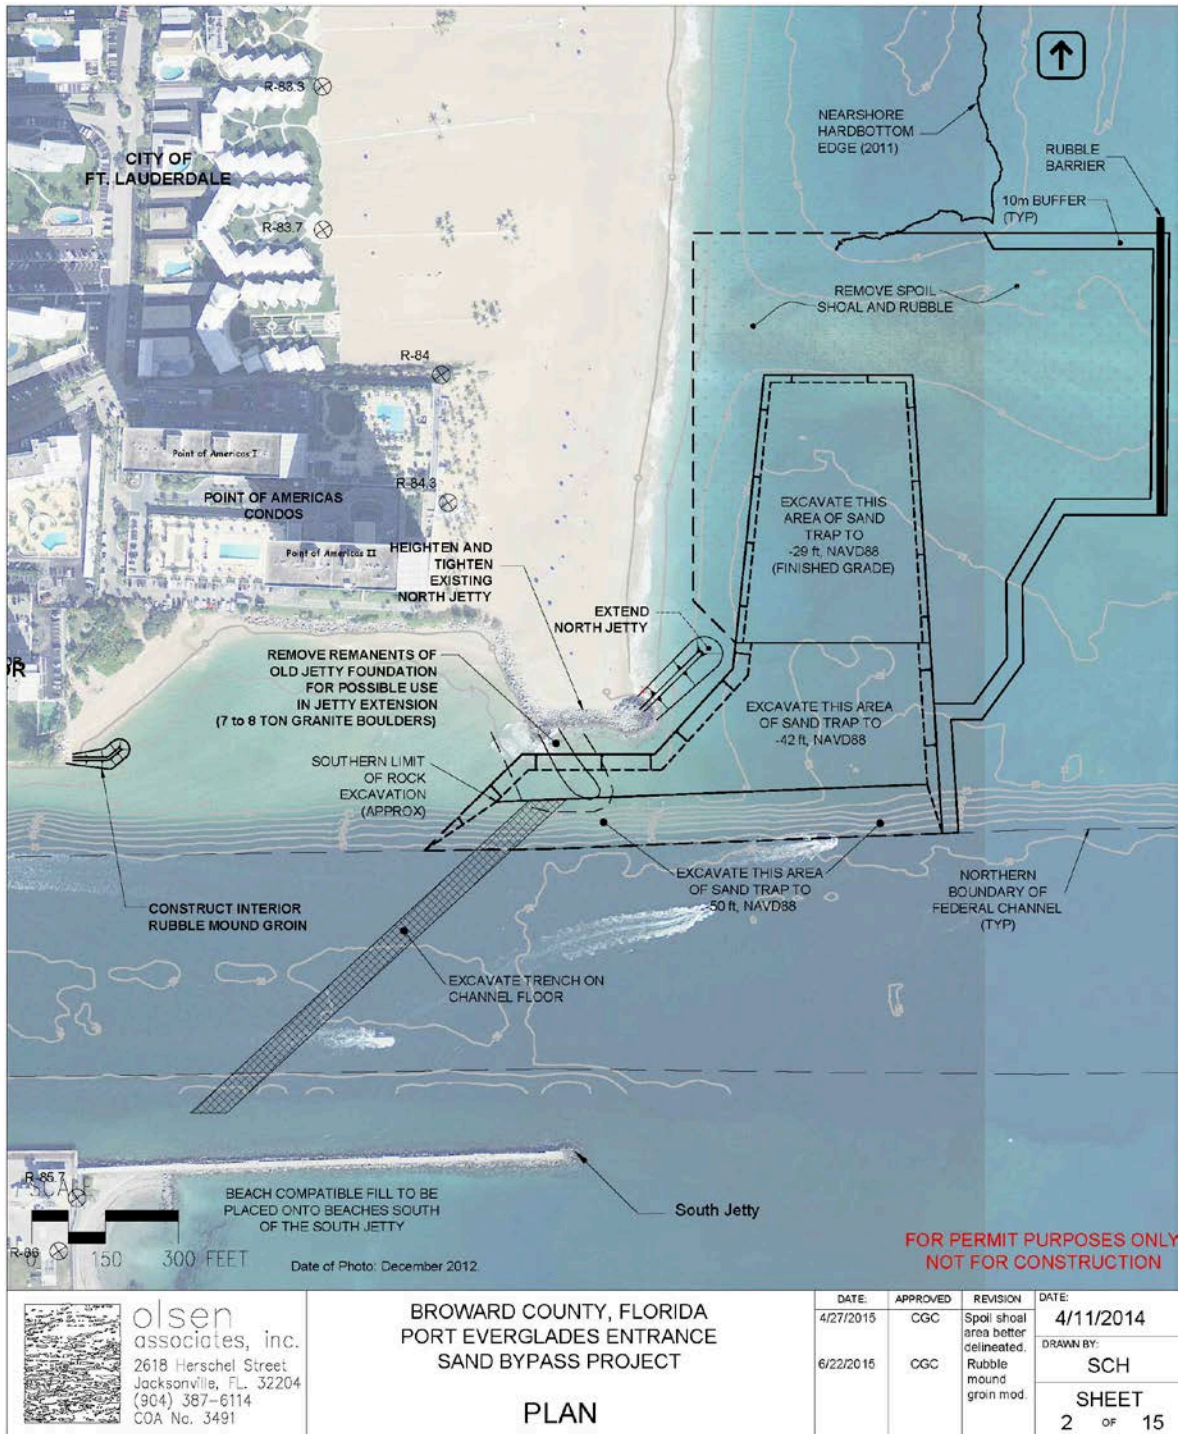 R-83.3
NEARSHORE
HARDBOTTOM
EDGE (2011)
RUBBLE
BARRIER
CITY OF
FT. LAUDERDALE
10m BUFFER
(TYP)
R-83.7
REMOVE SPOIL
SHOAL AND RUBBLE
R-84
Point of Americas I
R-84.3
POINT OF AMERICAS
CONDOS
EXCAVATE THIS
AREA OF SAND
TRAP TO
-29 ft, NAVD88
(FINISHED GRADE)
Point of Americas II
HEIGHTEN AND
TIGHTEN
EXISTING
NORTH JETTY
EXTEND
NORTH JETTY
REMOVE REMANENTS OF
OLD JETTY FOUNDATION
FOR POSSIBLE USE
IN JETTY EXTENSION
(7 to 8 TON GRANITE BOULDERS)
EXCAVATE THIS AREA
OF SAND TRAP TO
-42 ft, NAVD88
SOUTHERN LIMIT
OF ROCK
EXCAVATION
(APPROX)
EXCAVATE THIS AREA
OF SAND TRAP TO
-50 ft, NAVD88
NORTHERN
BOUNDARY OF
FEDERAL CHANNEL
(TYP)
CONSTRUCT INTERIOR
RUBBLE MOUND GROIN
EXCAVATE TRENCH ON
CHANNEL FLOOR
R-85.7
SCALE
BEACH COMPATIBLE FILL TO BE
PLACED ONTO BEACHES SOUTH
OF THE SOUTH JETTY
South Jetty
R-86
0 150 300 FEET
Date of Photo: December 2012.
FOR PERMIT PURPOSES ONLY
NOT FOR CONSTRUCTION
olsen
associates, inc.
2618 Herschel Street
Jacksonville, FL. 32204
(904) 387-6114
COA No. 3491
BROWARD COUNTY, FLORIDA
PORT EVERGLADES ENTRANCE
SAND BYPASS PROJECT
PLAN
DATE: APPROVED REVISION
4/27/2015 CGC Spoil shoal
area better
delineated.
6/22/2015 CGC Rubble
mound
groin mod.
DATE:
4/11/2014
DRAWN BY:
SCH
SHEET
2 OF 15